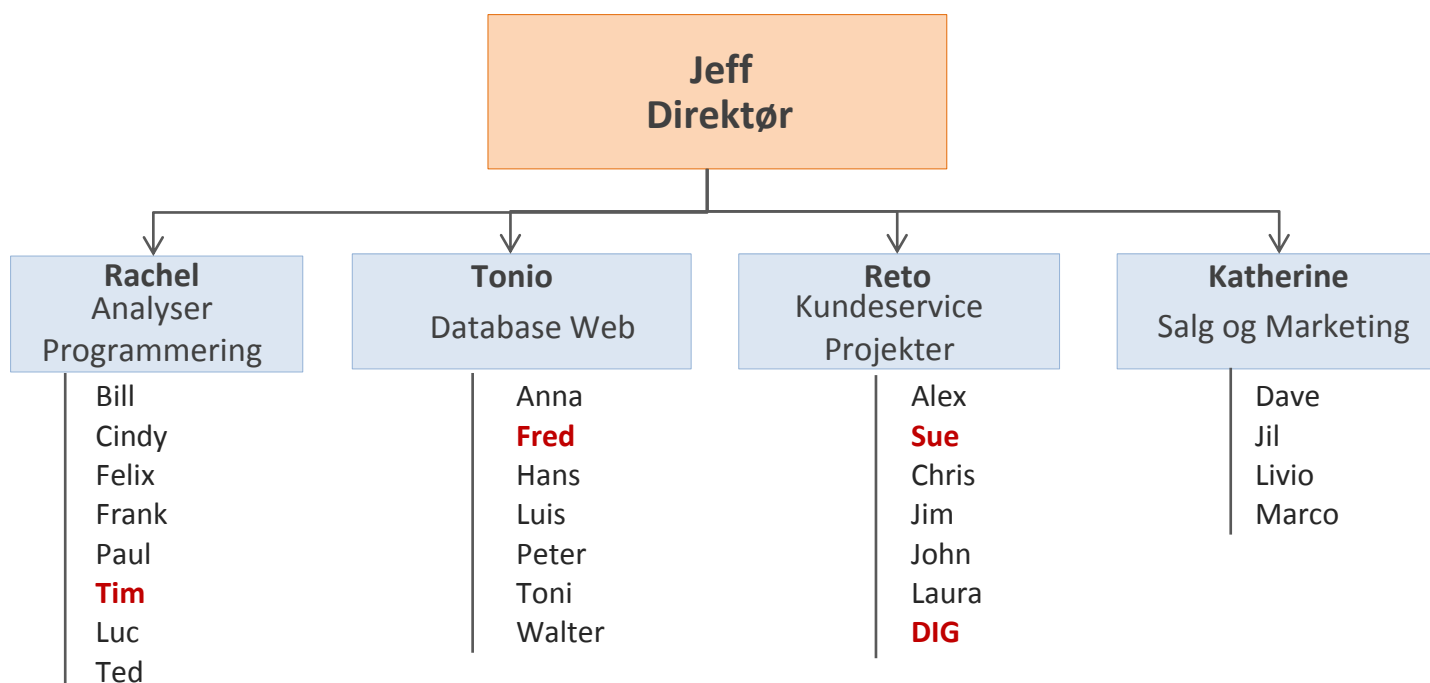 Jeff
Direktør
Rachel
Analyser
Programmering
Bill
Cindy
Felix
Frank
Paul
Tim
Luc
Ted
Tonio
Database Web
Anna
Fred
Hans
Luis
Peter
Toni
Walter
Reto
Kundeservice
Projekter
Alex
Sue
Chris
Jim
John
Laura
DIG
Katherine
Salg og Marketing
Dave
Jil
Livio
Marco